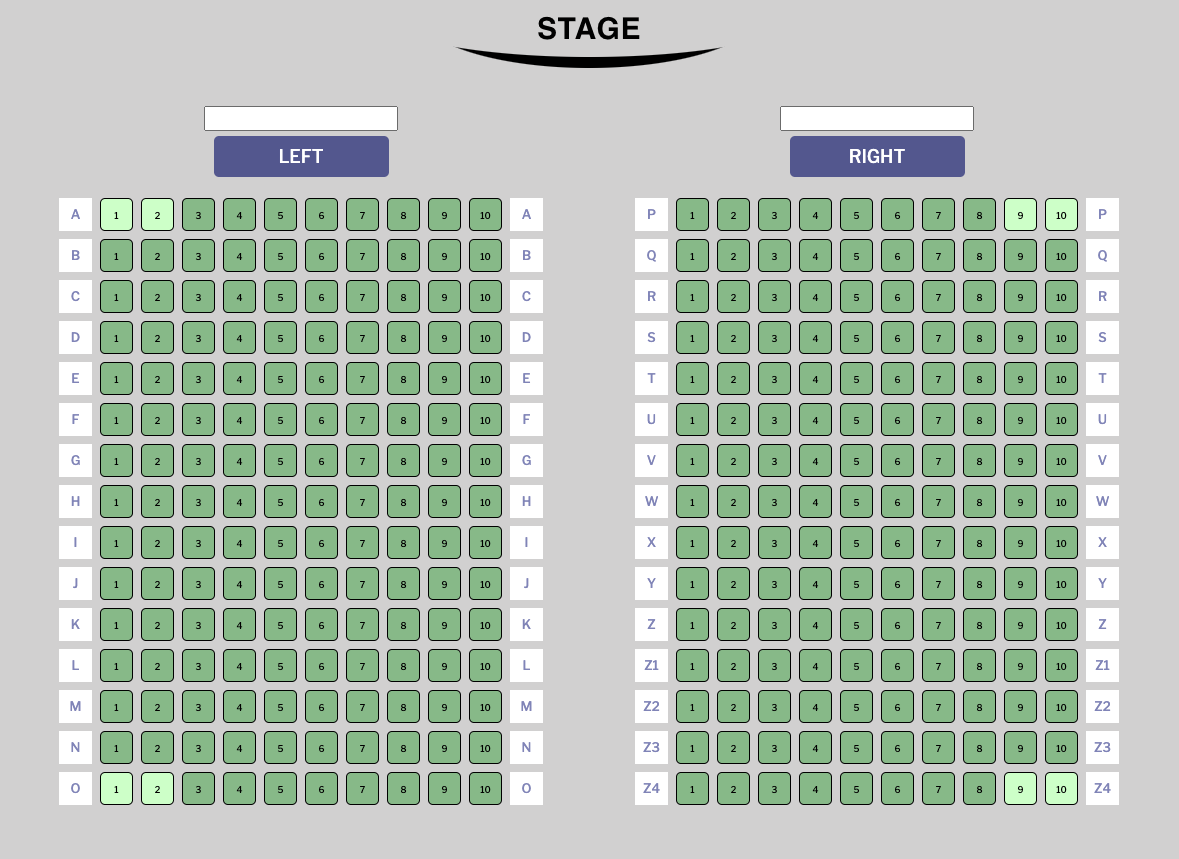 STAGE
LEFT RIGHT
A 1 2 3 4 5 6 7 8 9 10 A P 1 2 3 4 5 6 7 8 9 10 P
B 1 2 3 4 5 6 7 8 9 10 B Q 1 2 3 4 5 6 7 8 9 10 Q
C 1 2 3 4 5 6 7 8 9 10 C R 1 2 3 4 5 6 7 8 9 10 R
D 1 2 3 4 5 6 7 8 9 10 D S 1 2 3 4 5 6 7 8 9 10 S
E 1 2 3 4 5 6 7 8 9 10 E T 1 2 3 4 5 6 7 8 9 10 T
F 1 2 3 4 5 6 7 8 9 10 F U 1 2 3 4 5 6 7 8 9 10 U
G 1 2 3 4 5 6 7 8 9 10 G V 1 2 3 4 5 6 7 8 9 10 V
H 1 2 3 4 5 6 7 8 9 10 H W 1 2 3 4 5 6 7 8 9 10 W
I 1 2 3 4 5 6 7 8 9 10 I X 1 2 3 4 5 6 7 8 9 10 X
J 1 2 3 4 5 6 7 8 9 10 J Y 1 2 3 4 5 6 7 8 9 10 Y
K 1 2 3 4 5 6 7 8 9 10 K Z 1 2 3 4 5 6 7 8 9 10 Z
L 1 2 3 4 5 6 7 8 9 10 L Z1 1 2 3 4 5 6 7 8 9 10 Z1
M 1 2 3 4 5 6 7 8 9 10 M Z2 1 2 3 4 5 6 7 8 9 10 Z2
N 1 2 3 4 5 6 7 8 9 10 N Z3 1 2 3 4 5 6 7 8 9 10 Z3
O 1 2 3 4 5 6 7 8 9 10 O Z4 1 2 3 4 5 6 7 8 9 10 Z4